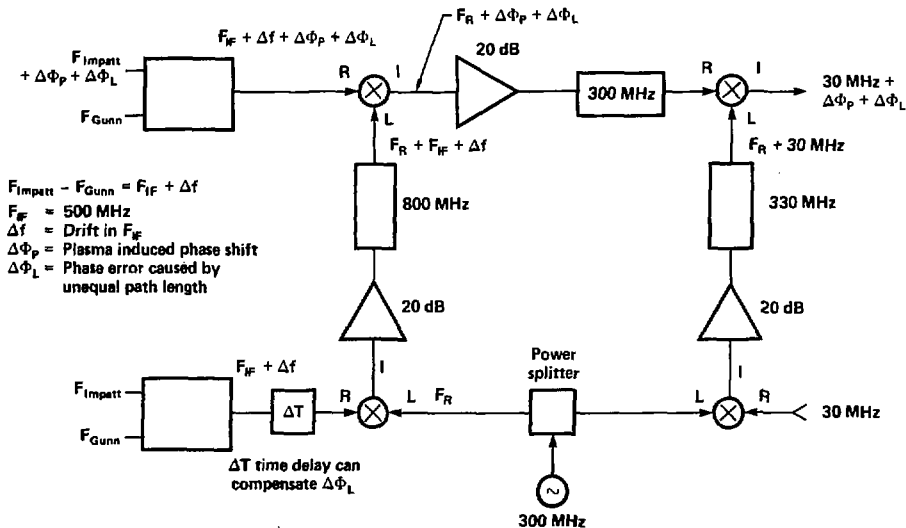 F_IF + Δf + ΔΦ_P + ΔΦ_L
F_R + ΔΦ_P + ΔΦ_L
20 dB
F_Impatt
+ ΔΦ_P + ΔΦ_L
F_Gunn
R
I
L
300 MHz
R
I
L
30 MHz +
ΔΦ_P + ΔΦ_L
F_R + F_IF + Δf
F_R + 30 MHz
F_Impatt – F_Gunn = F_IF + Δf
F_IF = 500 MHz
Δf = Drift in F_IF
ΔΦ_P = Plasma induced phase shift
ΔΦ_L = Phase error caused by
unequal path length
800 MHz
330 MHz
20 dB
20 dB
Power
splitter
F_IF + Δf
I
I
F_Impatt
F_Gunn
ΔT
R
L
F_R
L
R
30 MHz
ΔT time delay can
compensate ΔΦ_L
~
300 MHz